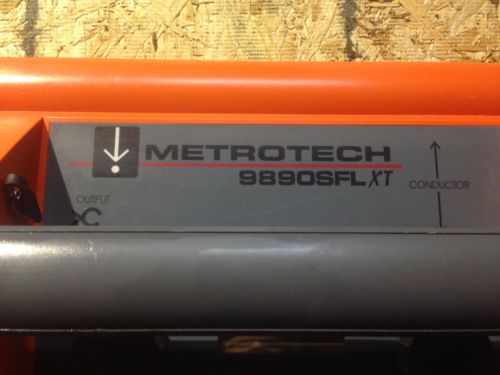 METROTECH
9890SFL XT
OUTPUT
CONDUCTOR